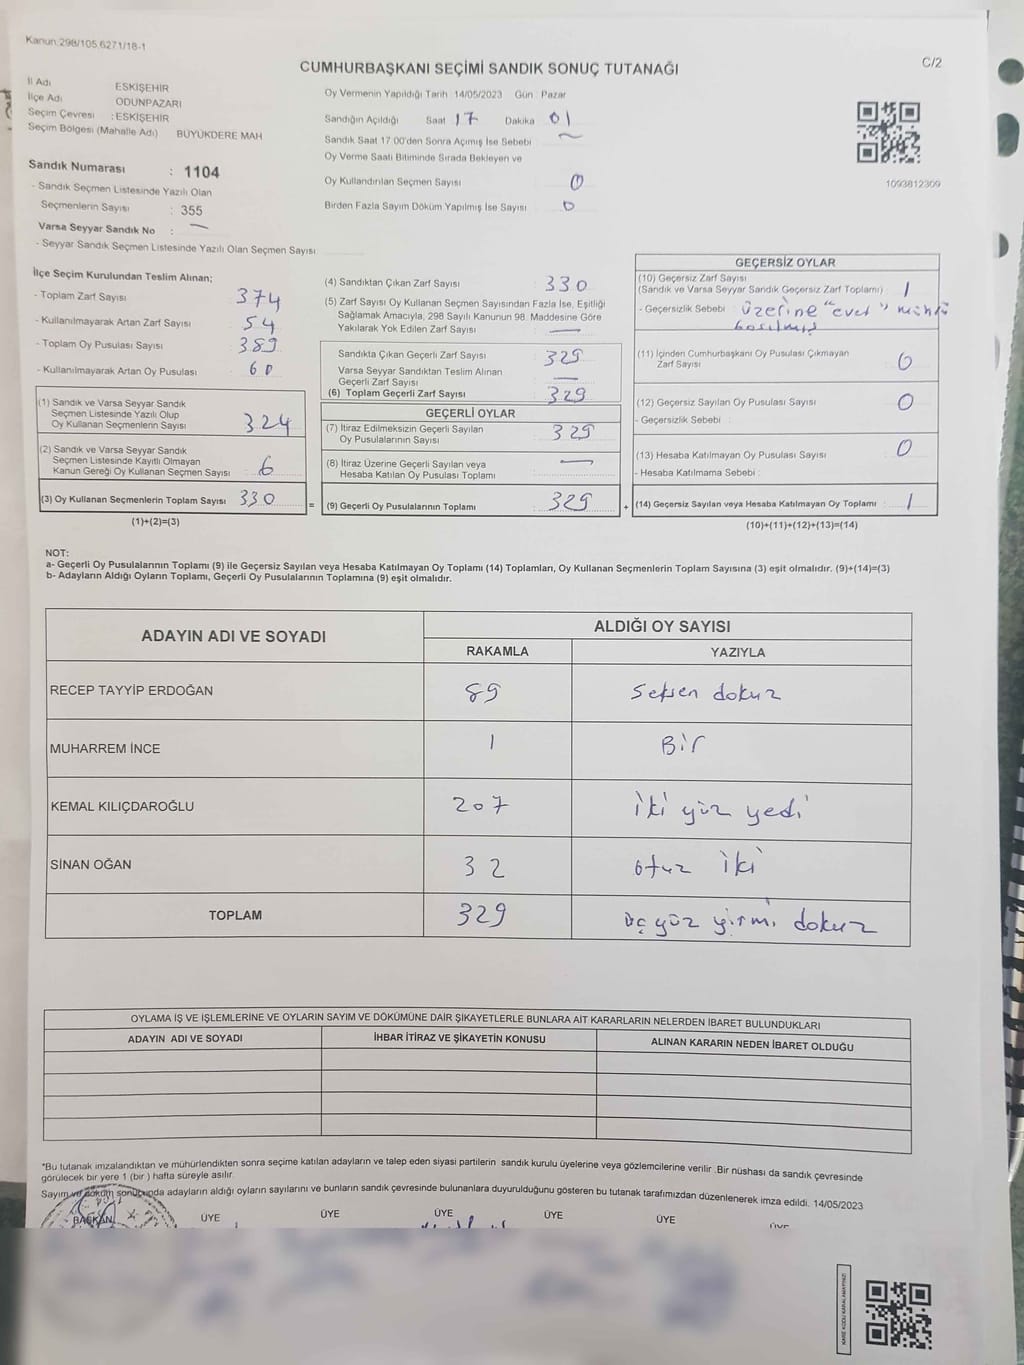 Kanun:298/105,6271/18-1
C/2
CUMHURBAŞKANI SEÇİMİ SANDIK SONUÇ TUTANAĞI
İl Adı : ESKİŞEHİR
İlçe Adı : ODUNPAZARI
Seçim Çevresi : ESKİŞEHİR
Seçim Bölgesi (Mahalle Adı) BÜYÜKDERE MAH
Sandık Numarası : 1104
- Sandık Seçmen Listesinde Yazılı Olan
Seçmenlerin Sayısı : 355
Varsa Seyyar Sandık No : —
- Seyyar Sandık Seçmen Listesinde Yazılı Olan Seçmen Sayısı
Oy Vermenin Yapıldığı Tarih :14/05/2023 Gün : Pazar
Sandığın Açıldığı Saat 17 Dakika 01
Sandık Saat 17:00'den Sonra Açımış İse Sebebi : ~
Oy Verme Saati Bitiminde Sırada Bekleyen ve
Oy Kullandırılan Seçmen Sayısı 0
Birden Fazla Sayım Döküm Yapılmış İse Sayısı 0
1093812309
İlçe Seçim Kurulundan Teslim Alınan;
- Toplam Zarf Sayısı 374
- Kullanılmayarak Artan Zarf Sayısı 54
- Toplam Oy Pusulası Sayısı 389
- Kullanılmayarak Artan Oy Pusulası 60
(1) Sandık ve Varsa Seyyar Sandık
Seçmen Listesinde Yazılı Olup
Oy Kullanan Seçmenlerin Sayısı 324
(2) Sandık ve Varsa Seyyar Sandık
Seçmen Listesinde Kayıtlı Olmayan
Kanun Gereği Oy Kullanan Seçmen Sayısı 6
(3) Oy Kullanan Seçmenlerin Toplam Sayısı 330 =
(1)+(2)=(3)
(4) Sandıktan Çıkan Zarf Sayısı 330
(5) Zarf Sayısı Oy Kullanan Seçmen Sayısından Fazla İse, Eşitliği
Sağlamak Amacıyla, 298 Sayılı Kanunun 98. Maddesine Göre
Yakılarak Yok Edilen Zarf Sayısı : —
Sandıkta Çıkan Geçerli Zarf Sayısı 329
Varsa Seyyar Sandıktan Teslim Alınan
Geçerli Zarf Sayısı —
(6) Toplam Geçerli Zarf Sayısı 329
GEÇERLİ OYLAR
(7) İtiraz Edilmeksizin Geçerli Sayılan
Oy Pusulalarının Sayısı 329
(8) İtiraz Üzerine Geçerli Sayılan veya
Hesaba Katılan Oy Pusulası Toplamı —
(9) Geçerli Oy Pusulalarının Toplamı 329 +
GEÇERSİZ OYLAR
(10) Geçersiz Zarf Sayısı
(Sandık ve Varsa Seyyar Sandık Geçersiz Zarf Toplamı) 1
- Geçersizlik Sebebi : üzerine "evet" mührü
basılmış
(11) İçinden Cumhurbaşkanı Oy Pusulası Çıkmayan
Zarf Sayısı 0
(12) Geçersiz Sayılan Oy Pusulası Sayısı 0
- Geçersizlik Sebebi :
(13) Hesaba Katılmayan Oy Pusulası Sayısı 0
- Hesaba Katılmama Sebebi :
(14) Geçersiz Sayılan veya Hesaba Katılmayan Oy Toplamı : 1
(10)+(11)+(12)+(13)=(14)
NOT:
a- Geçerli Oy Pusulalarının Toplamı (9) ile Geçersiz Sayılan veya Hesaba Katılmayan Oy Toplamı (14) Toplamları, Oy Kullanan Seçmenlerin Toplam Sayısına (3) eşit olmalıdır. (9)+(14)=(3)
b- Adayların Aldığı Oyların Toplamı, Geçerli Oy Pusulalarının Toplamına (9) eşit olmalıdır.
ADAYIN ADI VE SOYADI
ALDIĞI OY SAYISI
RAKAMLA YAZIYLA
RECEP TAYYİP ERDOĞAN 89 seksen dokuz
MUHARREM İNCE 1 Bir
KEMAL KILIÇDAROĞLU 207 iki yüz yedi
SİNAN OĞAN 32 otuz iki
TOPLAM 329 üç yüz yirmi dokuz
OYLAMA İŞ VE İŞLEMLERİNE VE OYLARIN SAYIM VE DÖKÜMÜNE DAİR ŞİKAYETLERLE BUNLARA AİT KARARLARIN NELERDEN İBARET BULUNDUKLARI
ADAYIN ADI VE SOYADI İHBAR İTİRAZ VE ŞİKAYETİN KONUSU ALINAN KARARIN NEDEN İBARET OLDUĞU
*Bu tutanak imzalandıktan ve mühürlendikten sonra seçime katılan adayların ve talep eden siyasi partilerin sandık kurulu üyelerine veya gözlemcilerine verilir .Bir nüshası da sandık çevresinde
görülecek bir yere 1 (bir ) hafta süreyle asılır.
Sayım ve döküm sonucunda adayların aldığı oyların sayılarını ve bunların sandık çevresinde bulunanlara duyurulduğunu gösteren bu tutanak tarafımızdan düzenlenerek imza edildi. 14/05/2023
BAŞKAN ÜYE ÜYE ÜYE ÜYE ÜYE ÜYE